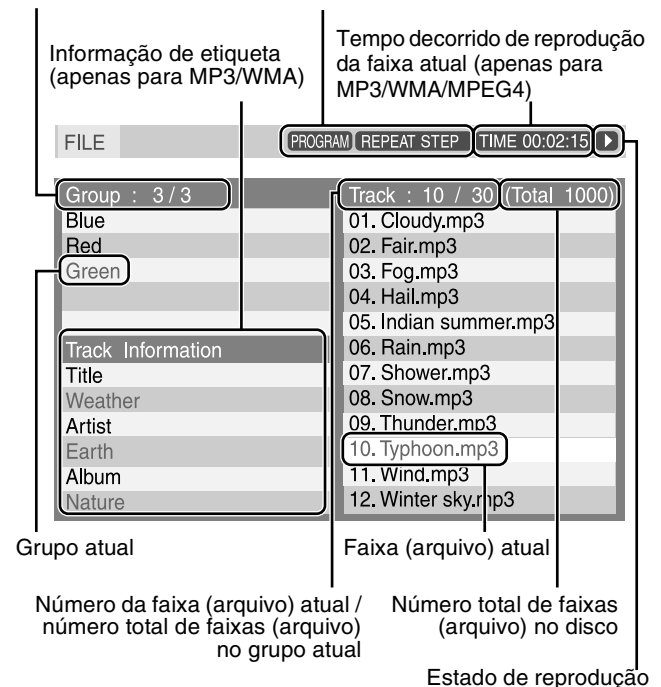 Informação de etiqueta
(apenas para MP3/WMA)
Tempo decorrido de reprodução
da faixa atual (apenas para
MP3/WMA/MPEG4)
FILE
PROGRAM REPEAT STEP TIME 00:02:15
Group : 3 / 3
Blue
Red
Green
Track Information
Title
Weather
Artist
Earth
Album
Nature
Track : 10 / 30 (Total 1000)
01. Cloudy.mp3
02. Fair.mp3
03. Fog.mp3
04. Hail.mp3
05. Indian summer.mp3
06. Rain.mp3
07. Shower.mp3
08. Snow.mp3
09. Thunder.mp3
10. Typhoon.mp3
11. Wind.mp3
12. Winter sky.mp3
Grupo atual
Faixa (arquivo) atual
Número da faixa (arquivo) atual /
número total de faixas (arquivo)
no grupo atual
Número total de faixas
(arquivo) no disco
Estado de reprodução